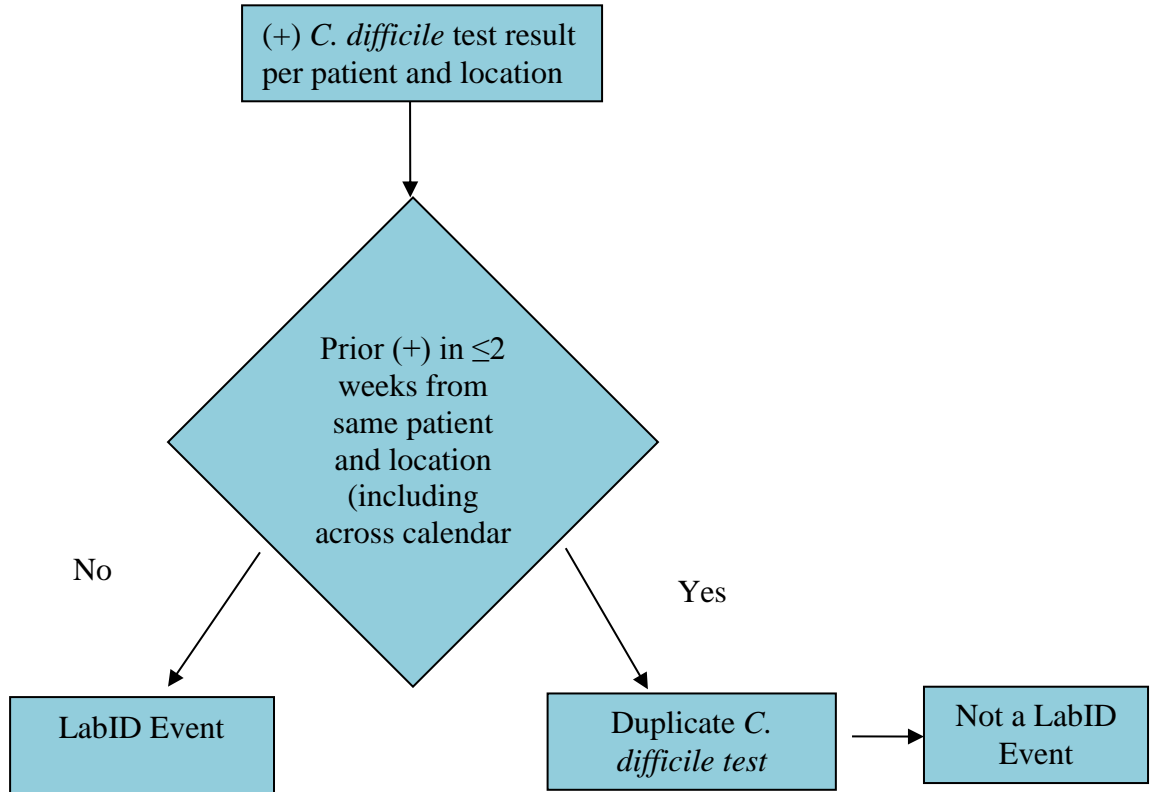 (+) C. difficile test result
per patient and location
Prior (+) in ≤2
weeks from
same patient
and location
(including
across calendar
No
Yes
LabID Event
Duplicate C.
difficile test
Not a LabID
Event